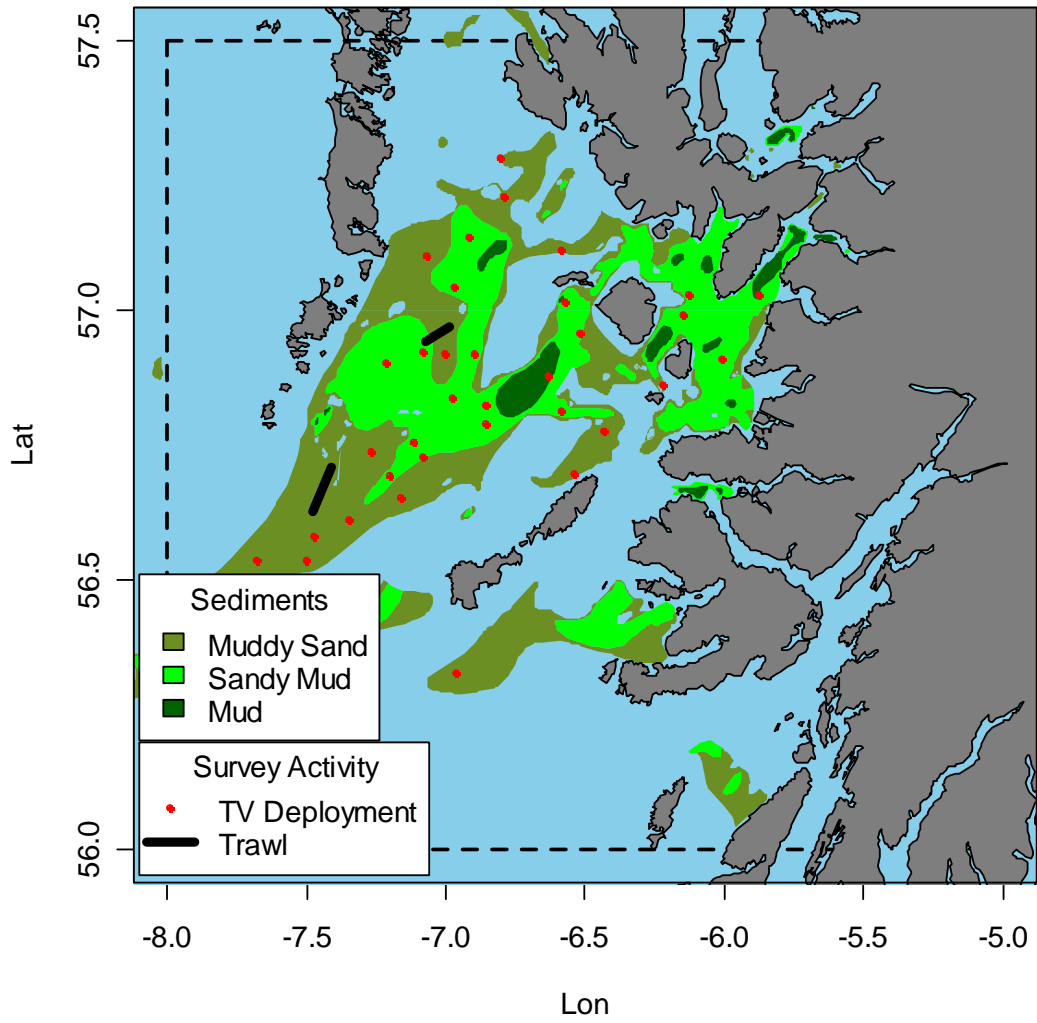 57.5
57.0
56.5
56.0
Lat
Sediments
Muddy Sand
Sandy Mud
Mud
Survey Activity
TV Deployment
Trawl
-8.0 -7.5 -7.0 -6.5 -6.0 -5.5 -5.0
Lon